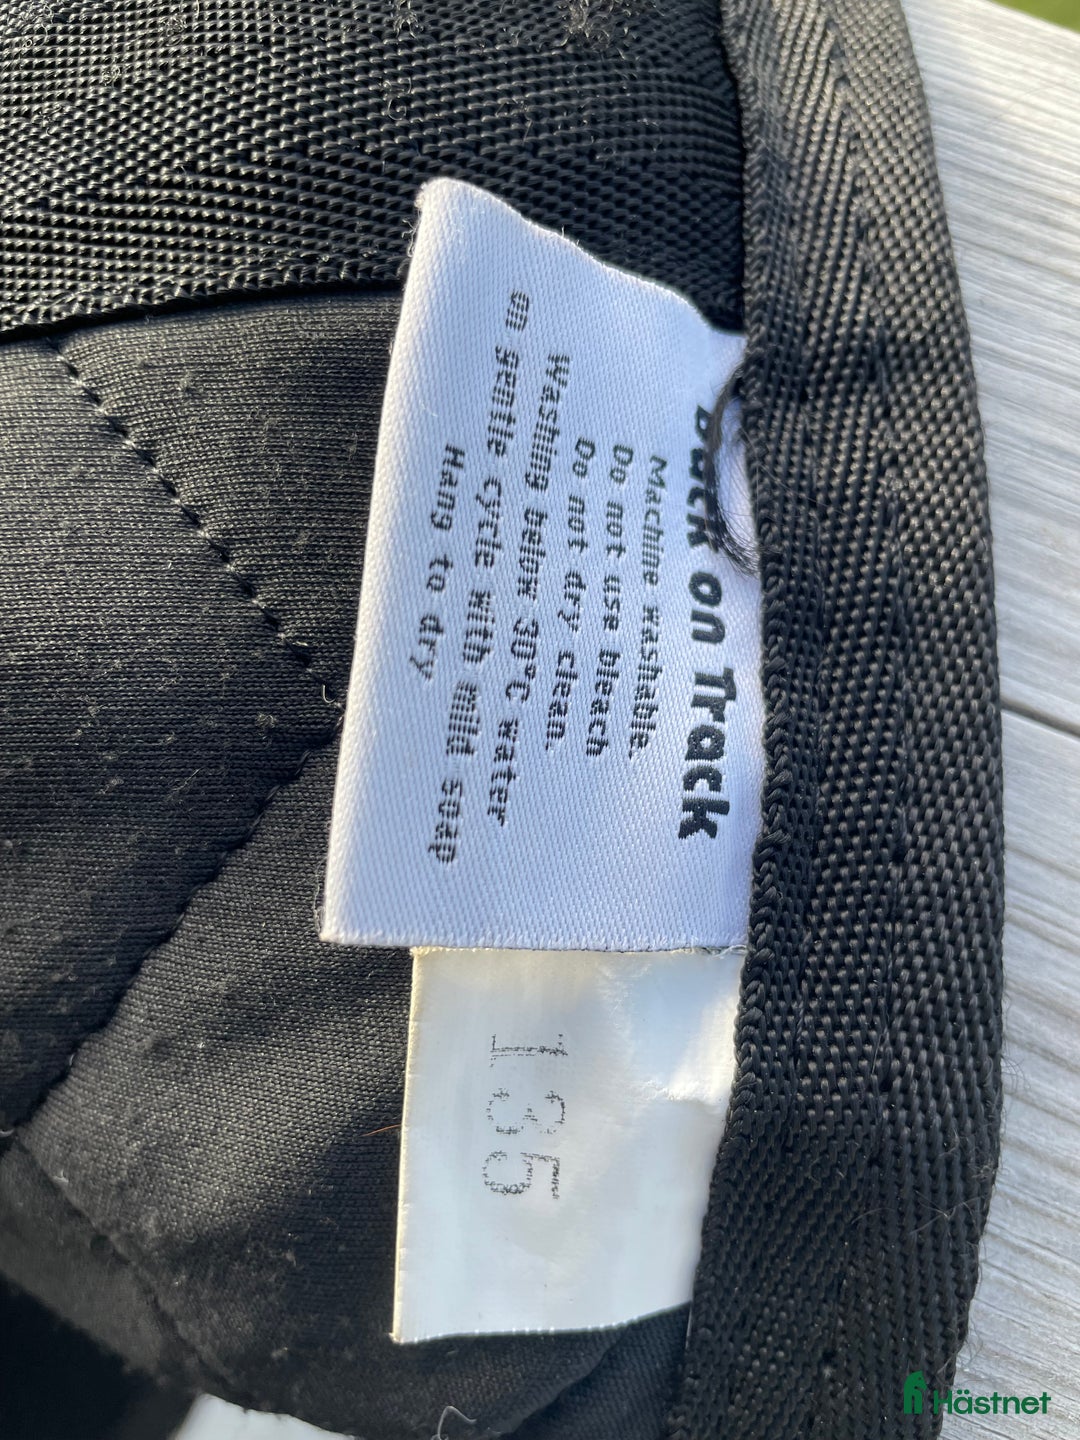 Back on Track
Machine washable.
Do not use bleach
Do not dry clean.
Washing below 30°C water
on gentle cycle with mild soap
Hang to dry
135
Hästnet